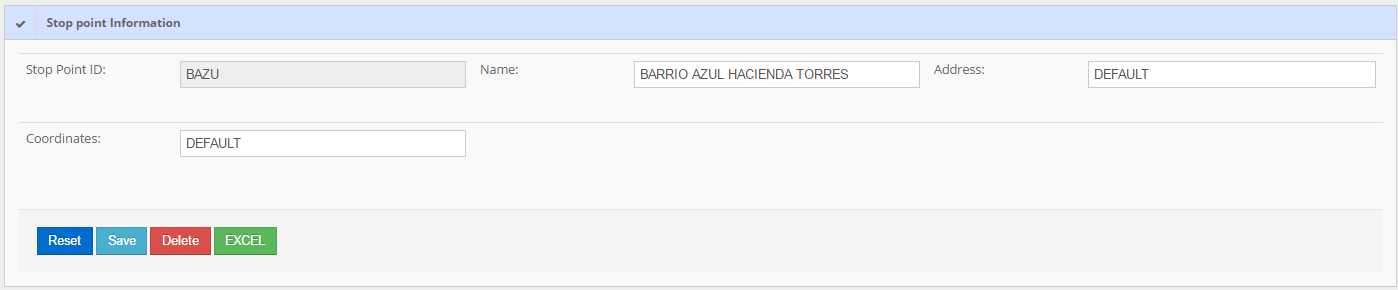 Stop point Information
Stop Point ID: BAZU Name: BARRIO AZUL HACIENDA TORRES Address: DEFAULT
Coordinates: DEFAULT
Reset Save Delete EXCEL